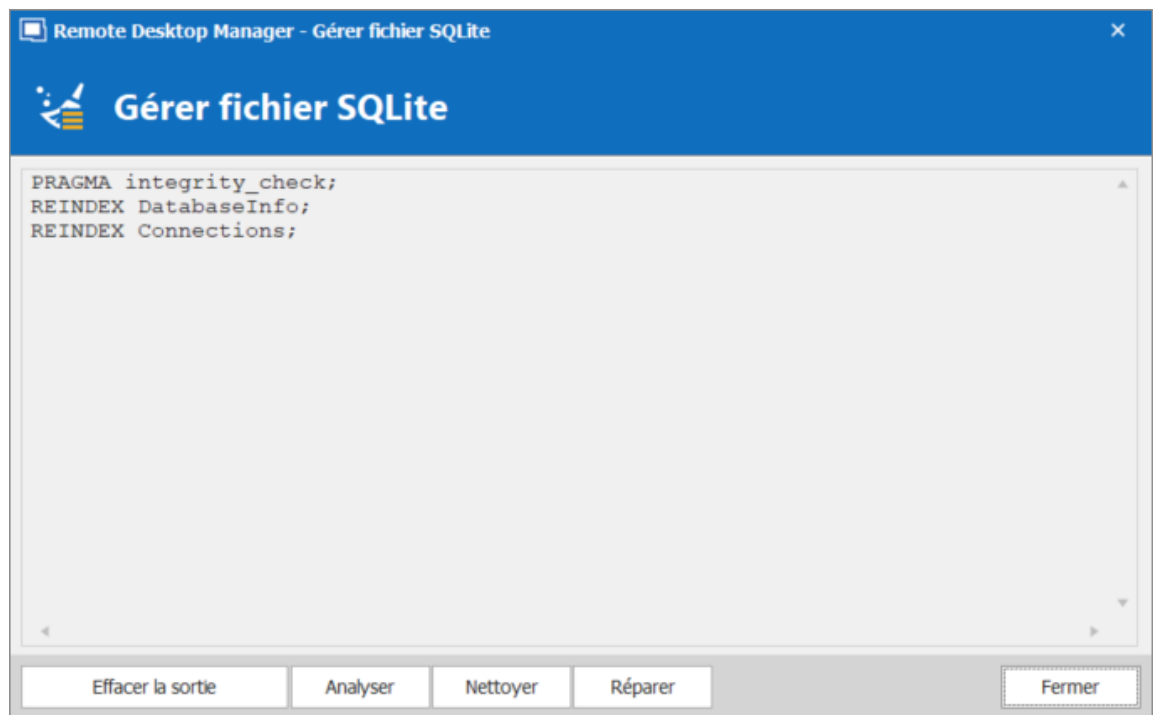 Remote Desktop Manager - Gérer fichier SQLite
Gérer fichier SQLite
PRAGMA integrity_check;
REINDEX DatabaseInfo;
REINDEX Connections;
Effacer la sortie
Analyser
Nettoyer
Réparer
Fermer